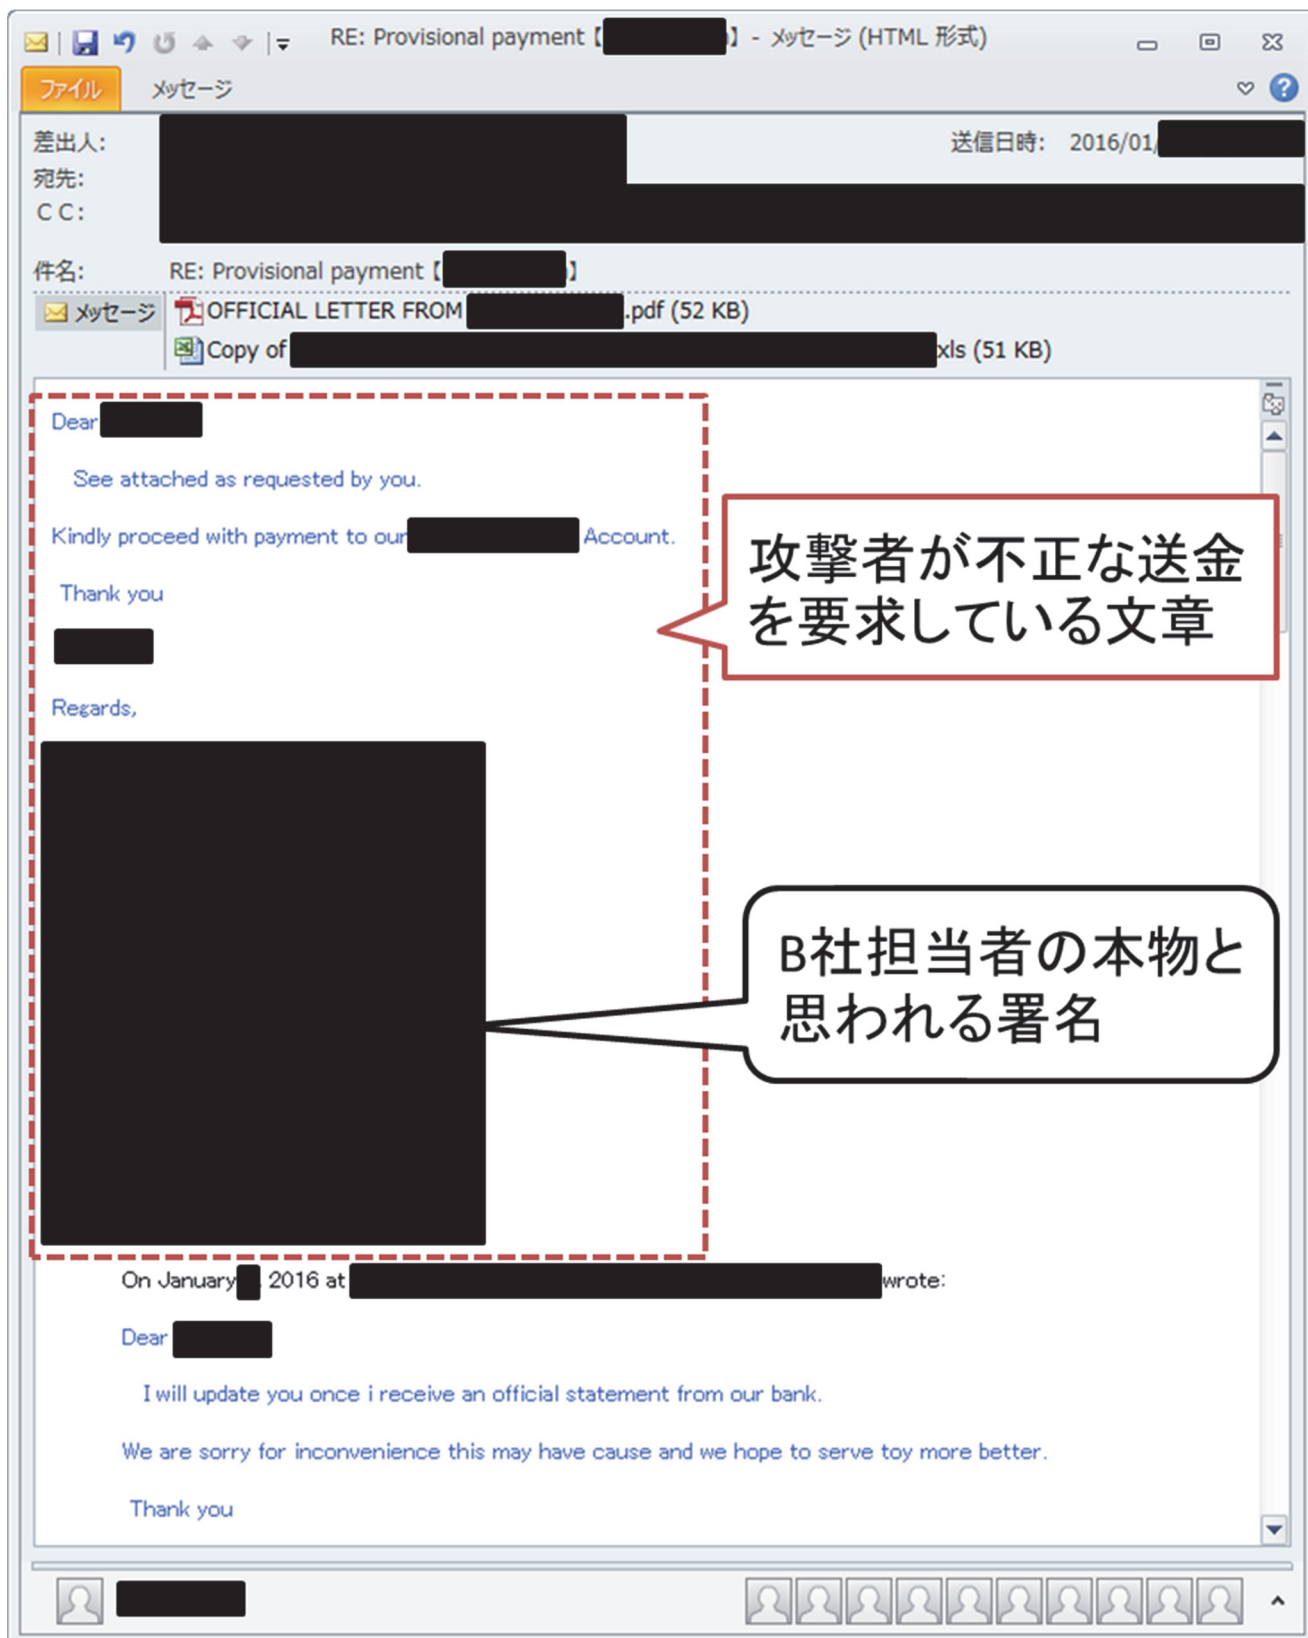 RE: Provisional payment【 】 - メッセージ (HTML 形式)
ファイル メッセージ
差出人: 送信日時: 2016/01/
宛先:
CC:
件名: RE: Provisional payment【 】
メッセージ OFFICIAL LETTER FROM .pdf (52 KB)
Copy of xls (51 KB)
Dear
See attached as requested by you.
Kindly proceed with payment to our Account.
Thank you
Regards,
攻撃者が不正な送金
を要求している文章
B社担当者の本物と
思われる署名
On January 2016 at wrote:
Dear
I will update you once i receive an official statement from our bank.
We are sorry for inconvenience this may have cause and we hope to serve toy more better.
Thank you